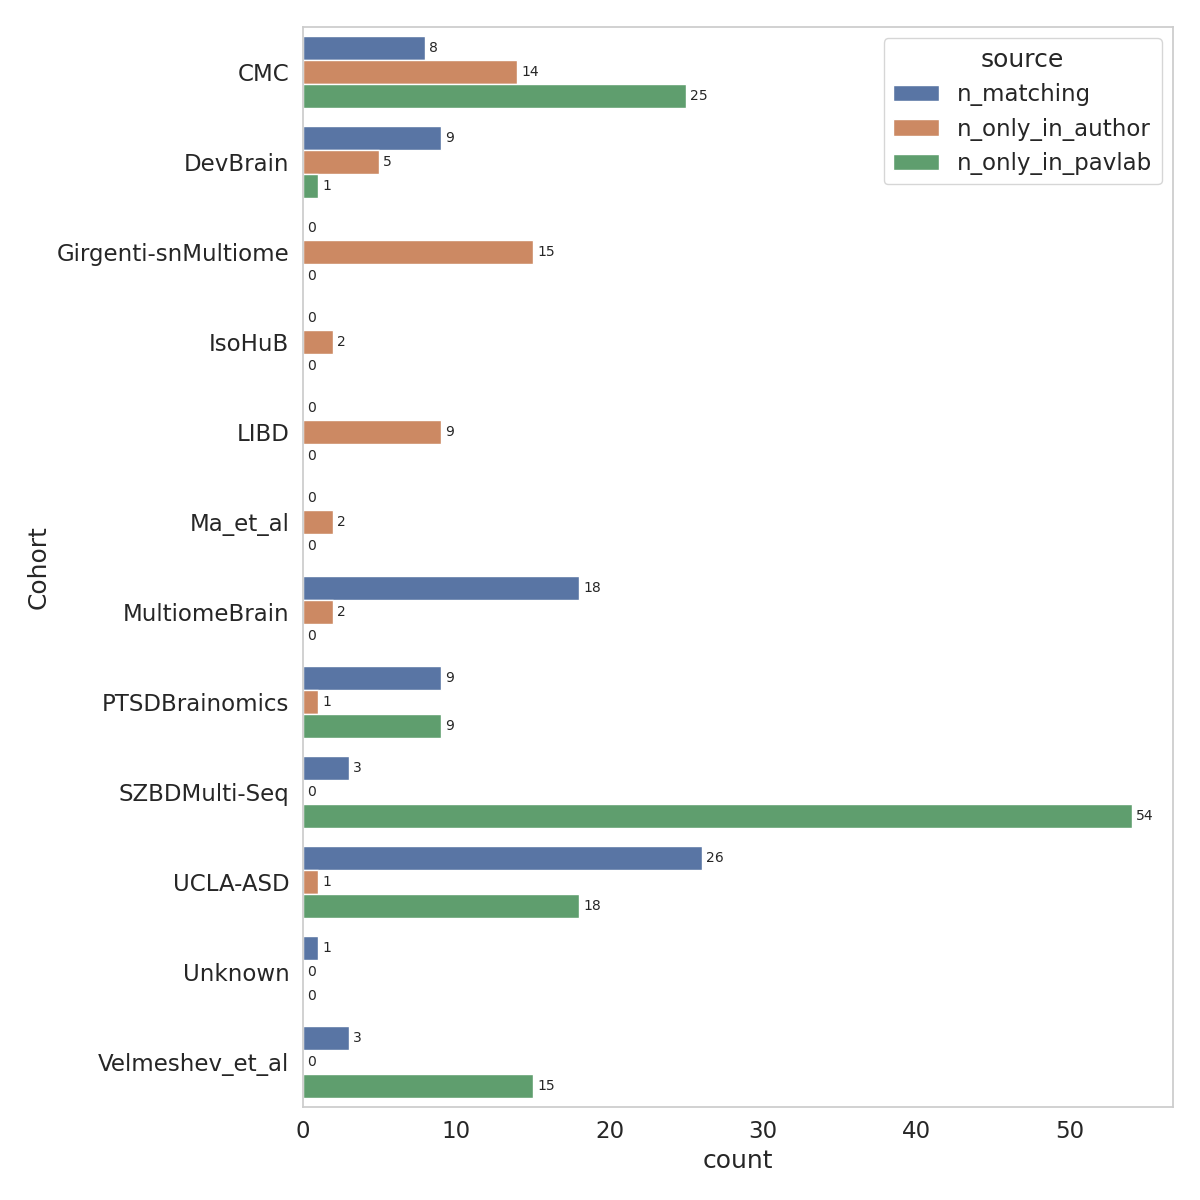 source
n_matching
n_only_in_author
n_only_in_pavlab
Cohort
CMC
8
14
25
DevBrain
9
5
1
Girgenti-snMultiome
0
15
0
IsoHuB
0
2
0
LIBD
0
9
0
Ma_et_al
0
2
0
MultiomeBrain
18
2
0
PTSDBrainomics
9
1
9
SZBDMulti-Seq
3
0
54
UCLA-ASD
26
1
18
Unknown
1
0
0
Velmeshev_et_al
3
0
15
0 10 20 30 40 50
count